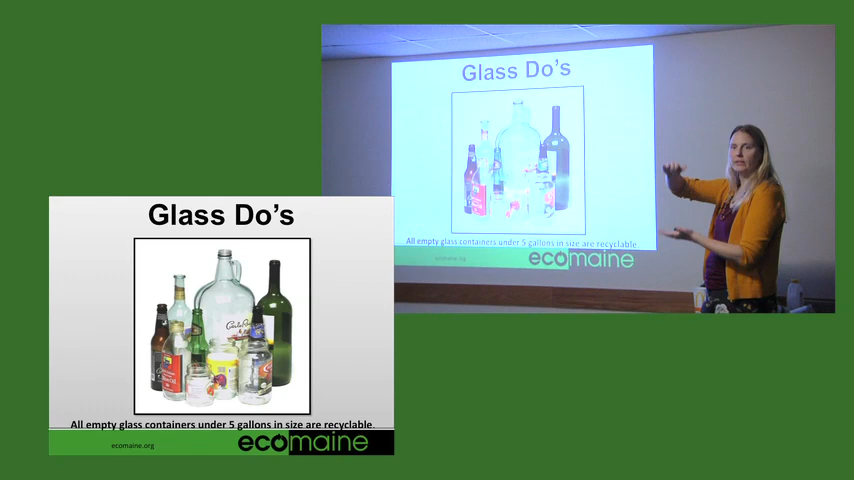 Glass Do's
All empty glass containers under 5 gallons in size are recyclable.
ecomaine.org
ecomaine
Glass Do's
All empty glass containers under 5 gallons in size are recyclable.
ecomaine.org
ecomaine